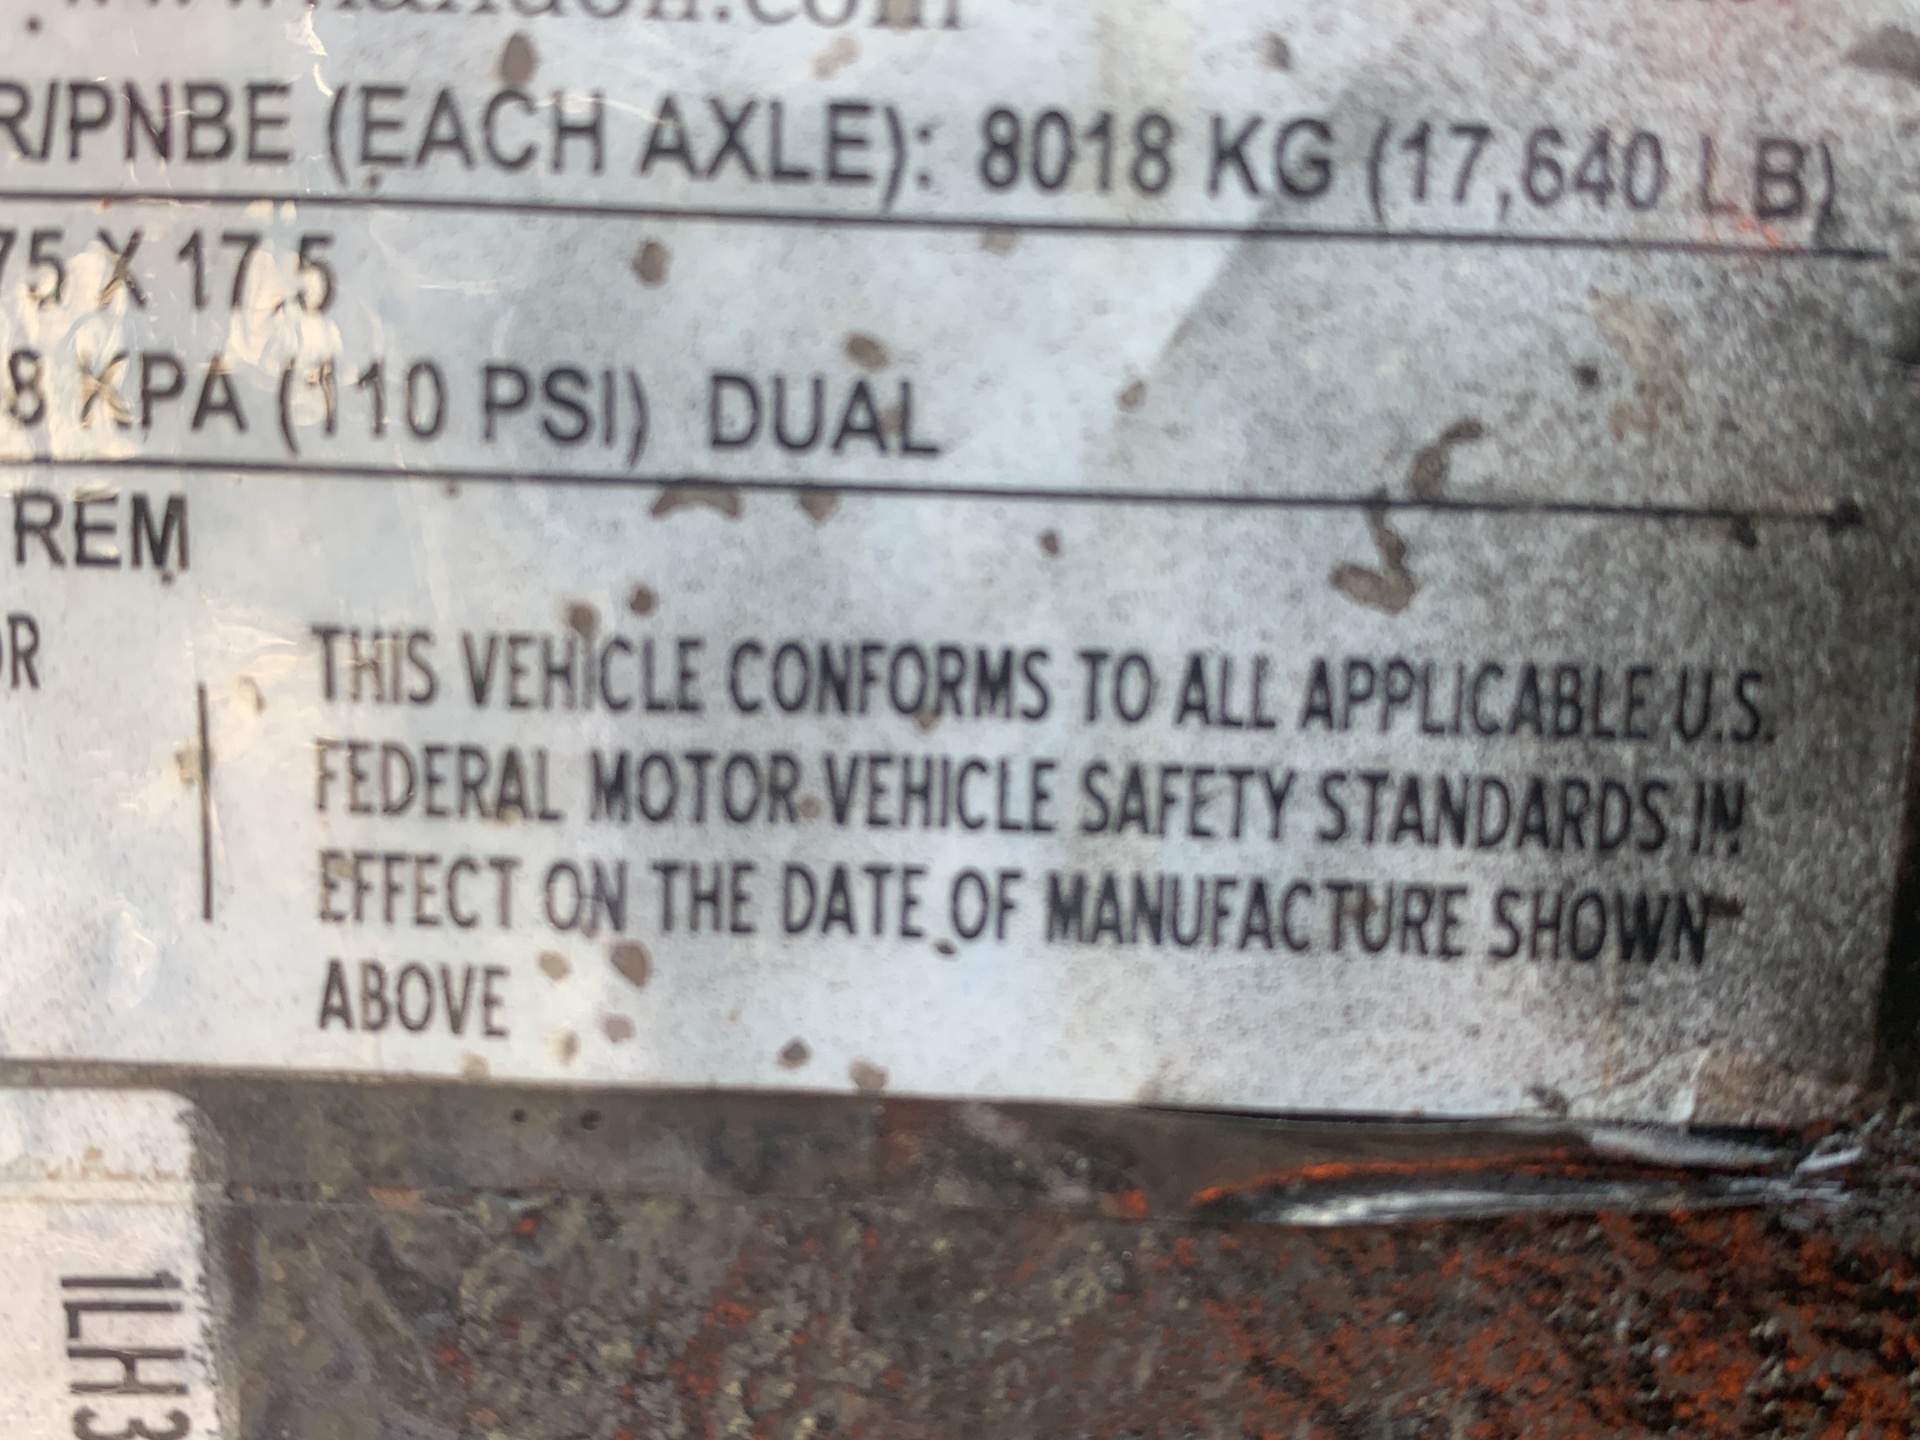 R/PNBE (EACH AXLE): 8018 KG (17,640 LB)
75 X 17.5
8 KPA (110 PSI) DUAL
REM
OR
THIS VEHICLE CONFORMS TO ALL APPLICABLE U.S.
FEDERAL MOTOR VEHICLE SAFETY STANDARDS IN
EFFECT ON THE DATE OF MANUFACTURE SHOWN
ABOVE
1LH3